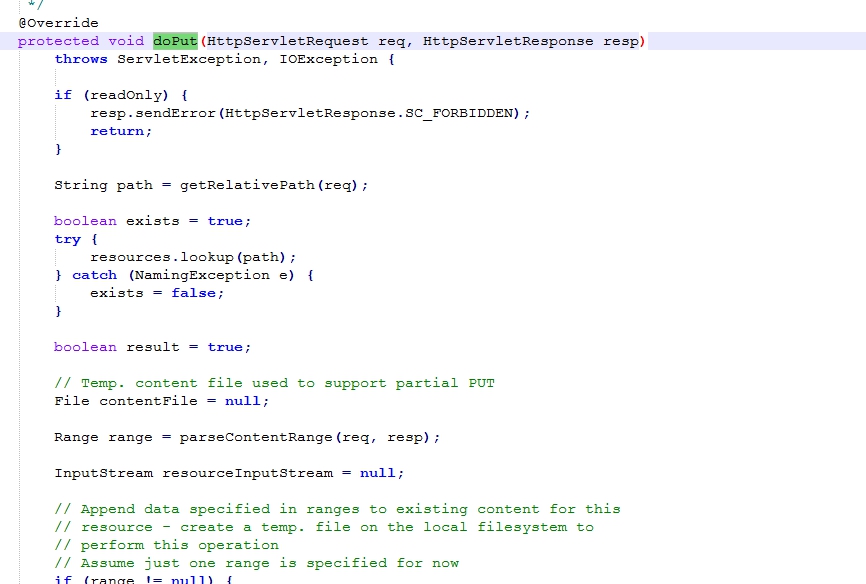 */
@Override
protected void doPut(HttpServletRequest req, HttpServletResponse resp)
    throws ServletException, IOException {

    if (readOnly) {
        resp.sendError(HttpServletResponse.SC_FORBIDDEN);
        return;
    }

    String path = getRelativePath(req);

    boolean exists = true;
    try {
        resources.lookup(path);
    } catch (NamingException e) {
        exists = false;
    }

    boolean result = true;

    // Temp. content file used to support partial PUT
    File contentFile = null;

    Range range = parseContentRange(req, resp);

    InputStream resourceInputStream = null;

    // Append data specified in ranges to existing content for this
    // resource - create a temp. file on the local filesystem to
    // perform this operation
    // Assume just one range is specified for now
    if (range != null) {